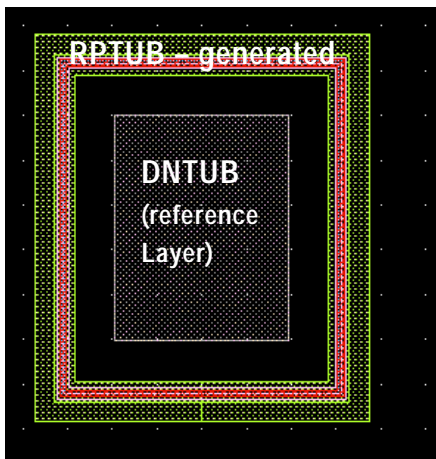 RPTUB – generated
DNTUB
(reference
Layer)